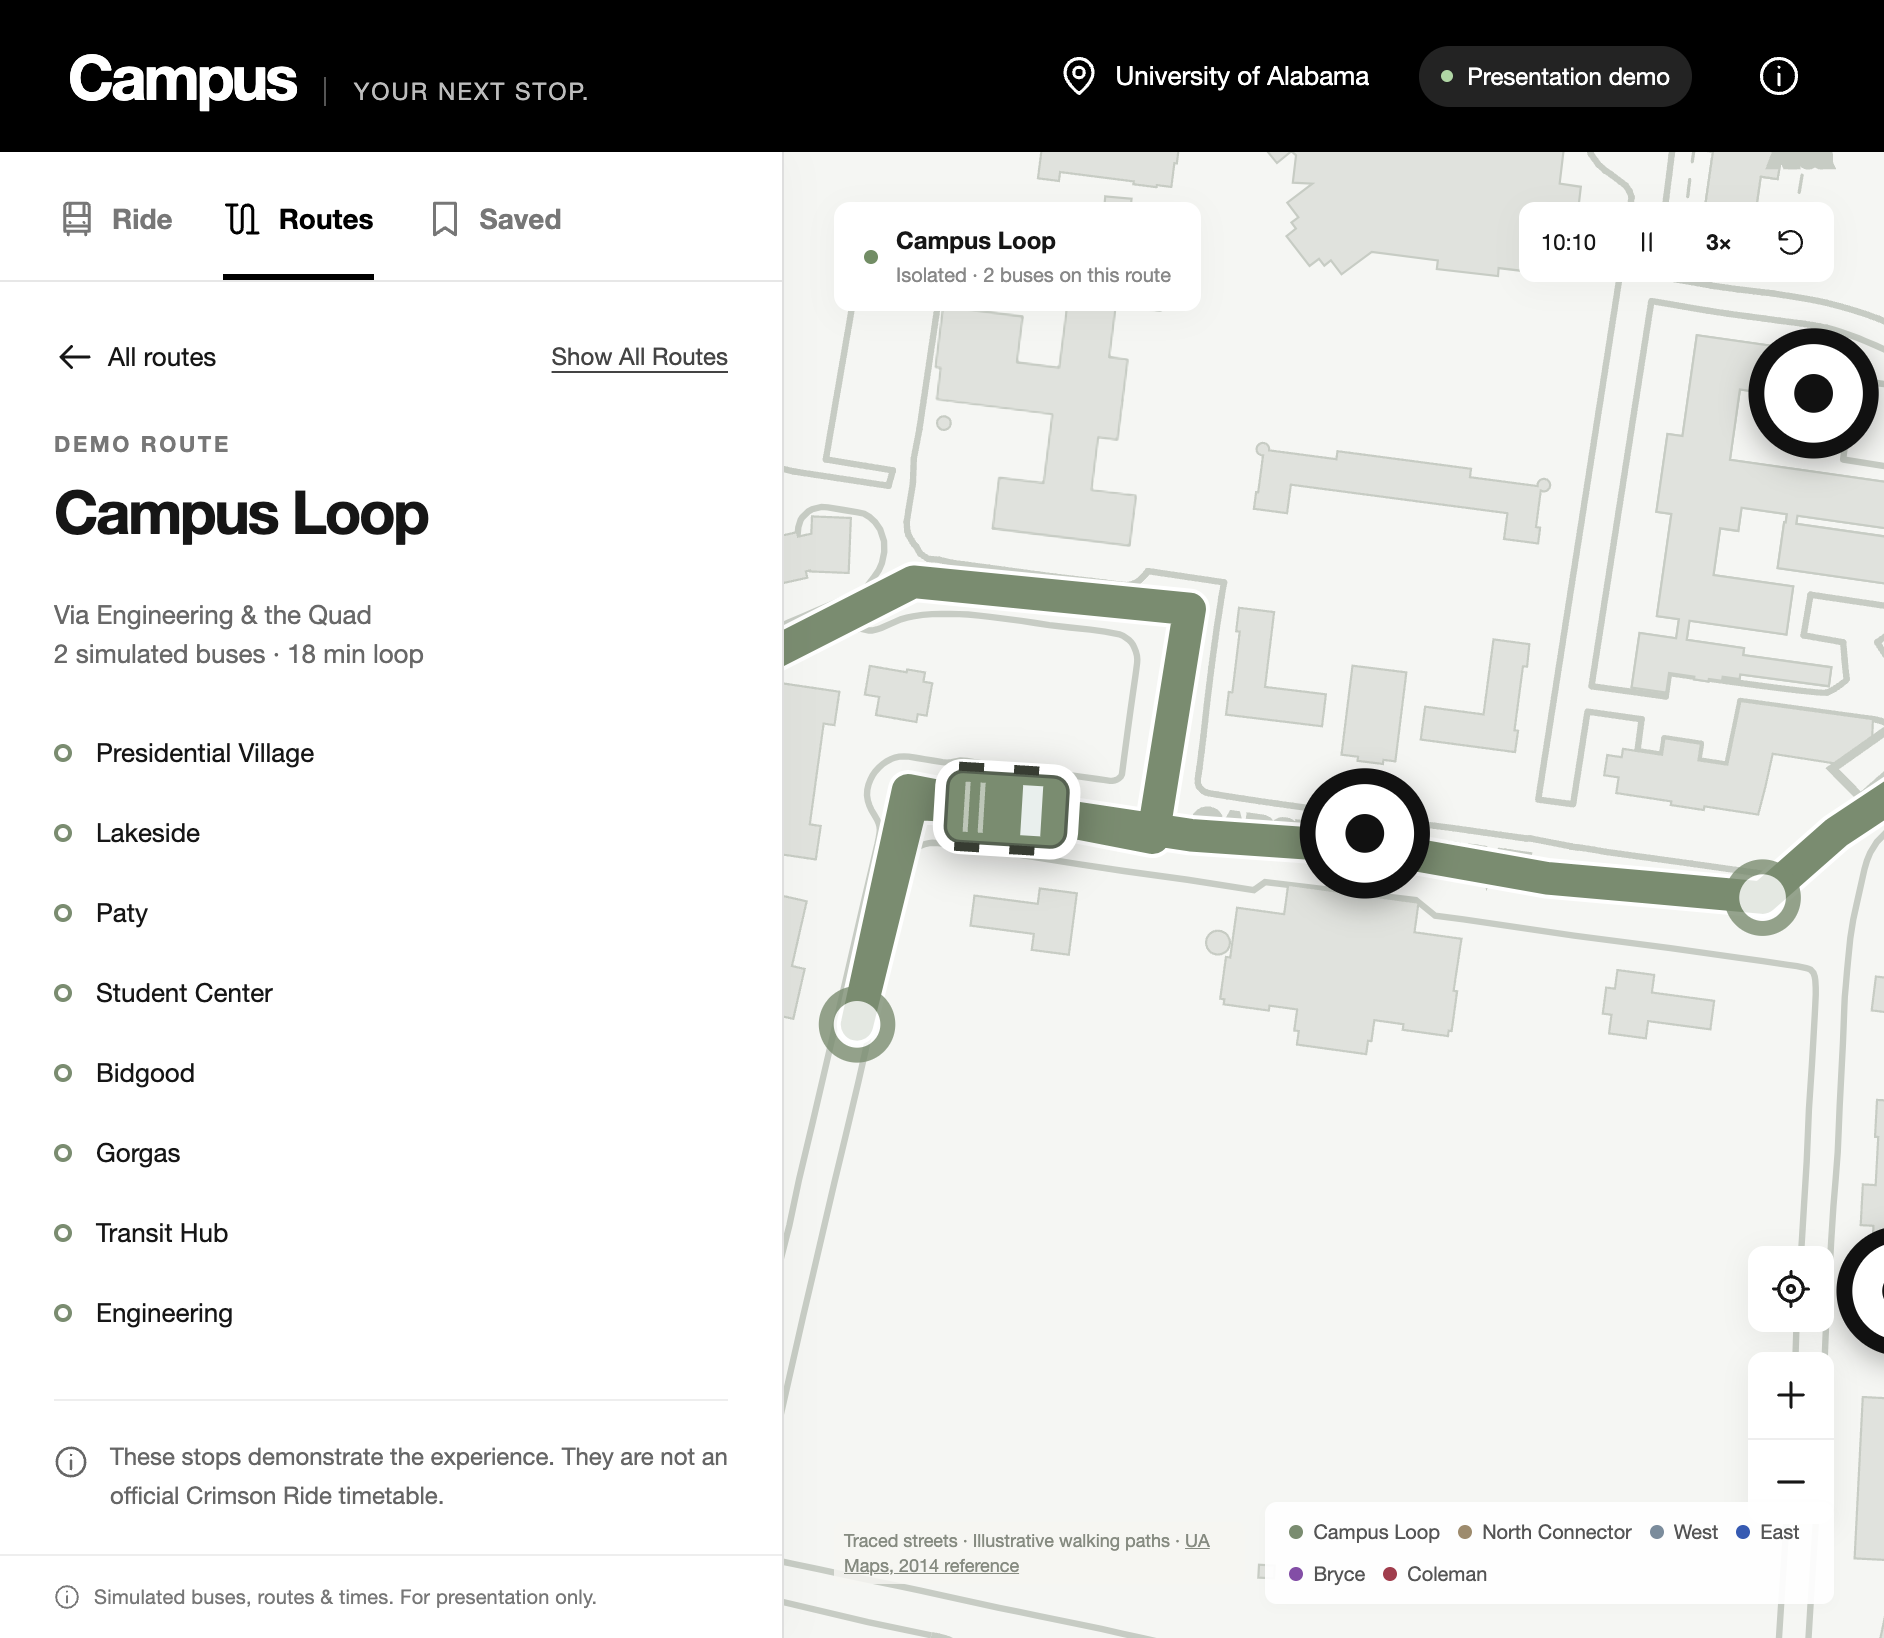 Campus
YOUR NEXT STOP.
University of Alabama
Presentation demo
Ride
Routes
Saved
All routes
Show All Routes
DEMO ROUTE
Campus Loop
Via Engineering & the Quad
2 simulated buses · 18 min loop
Presidential Village
Lakeside
Paty
Student Center
Bidgood
Gorgas
Transit Hub
Engineering
These stops demonstrate the experience. They are not an
official Crimson Ride timetable.
Simulated buses, routes & times. For presentation only.
Campus Loop
Isolated · 2 buses on this route
10:10
3×
Traced streets · Illustrative walking paths · UA
Maps, 2014 reference
Campus Loop
North Connector
West
East
Bryce
Coleman